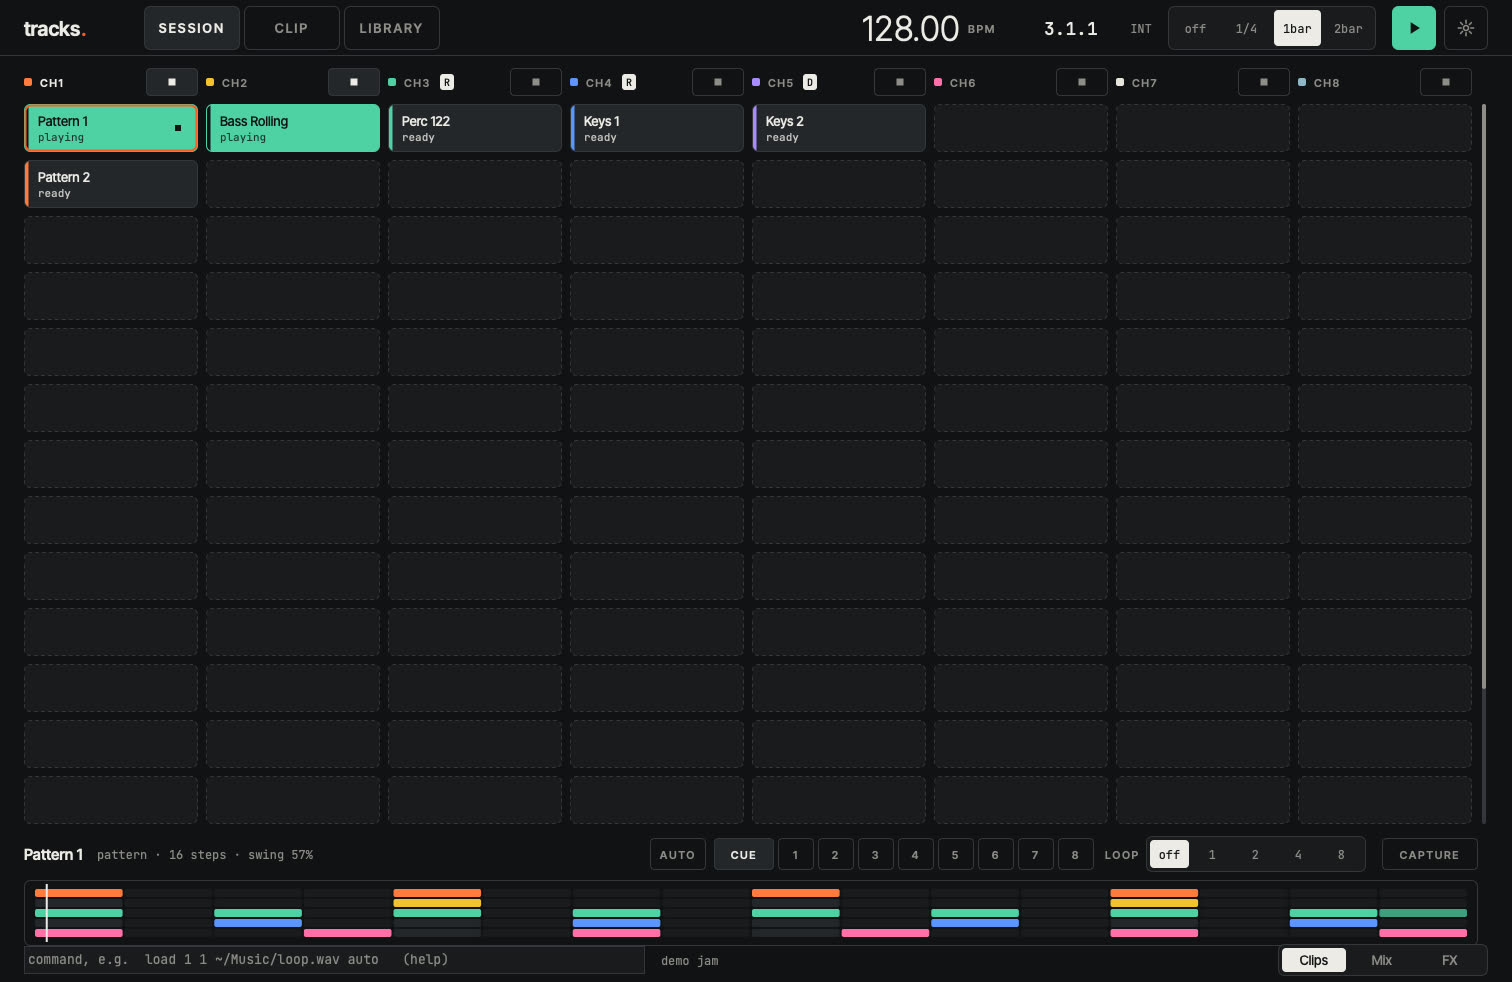 tracks. SESSION CLIP LIBRARY 128.00 BPM 3.1.1 INT off 1/4 1bar 2bar
CH1 CH2 CH3 R CH4 R CH5 D CH6 CH7 CH8
Pattern 1 Bass Rolling Perc 122 Keys 1 Keys 2
playing playing ready ready ready
Pattern 2
ready
Pattern 1 pattern · 16 steps · swing 57% AUTO CUE 1 2 3 4 5 6 7 8 LOOP off 1 2 4 8 CAPTURE
command, e.g. load 1 1 ~/Music/loop.wav auto (help) demo jam Clips Mix FX